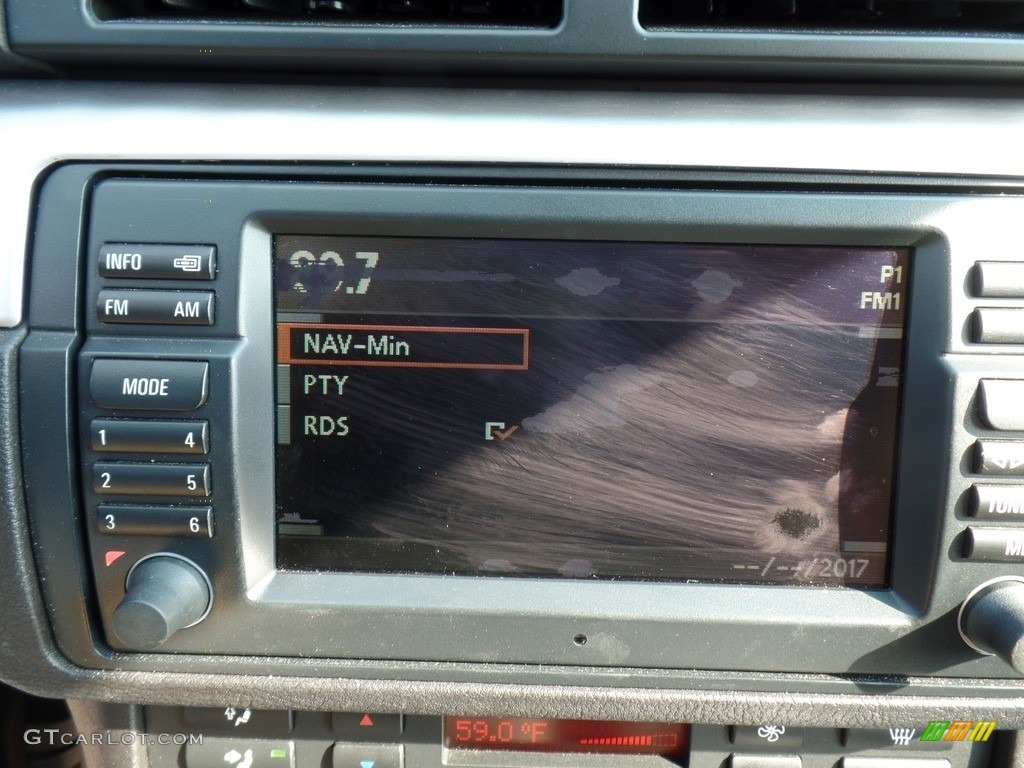 INFO
FM AM
MODE
1 4
2 5
3 6
P1
FM1
NAV-Min
PTY
RDS
--/--/2017
59.0 °F
GTCARLOT.COM